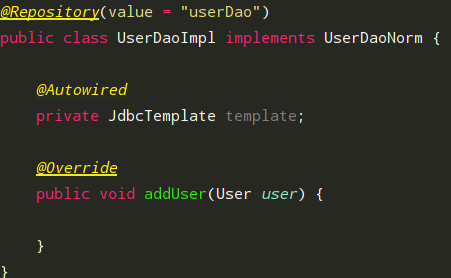 @Repository(value = "userDao")
public class UserDaoImpl implements UserDaoNorm {
@Autowired
private JdbcTemplate template;
@Override
public void addUser(User user) {
}
}